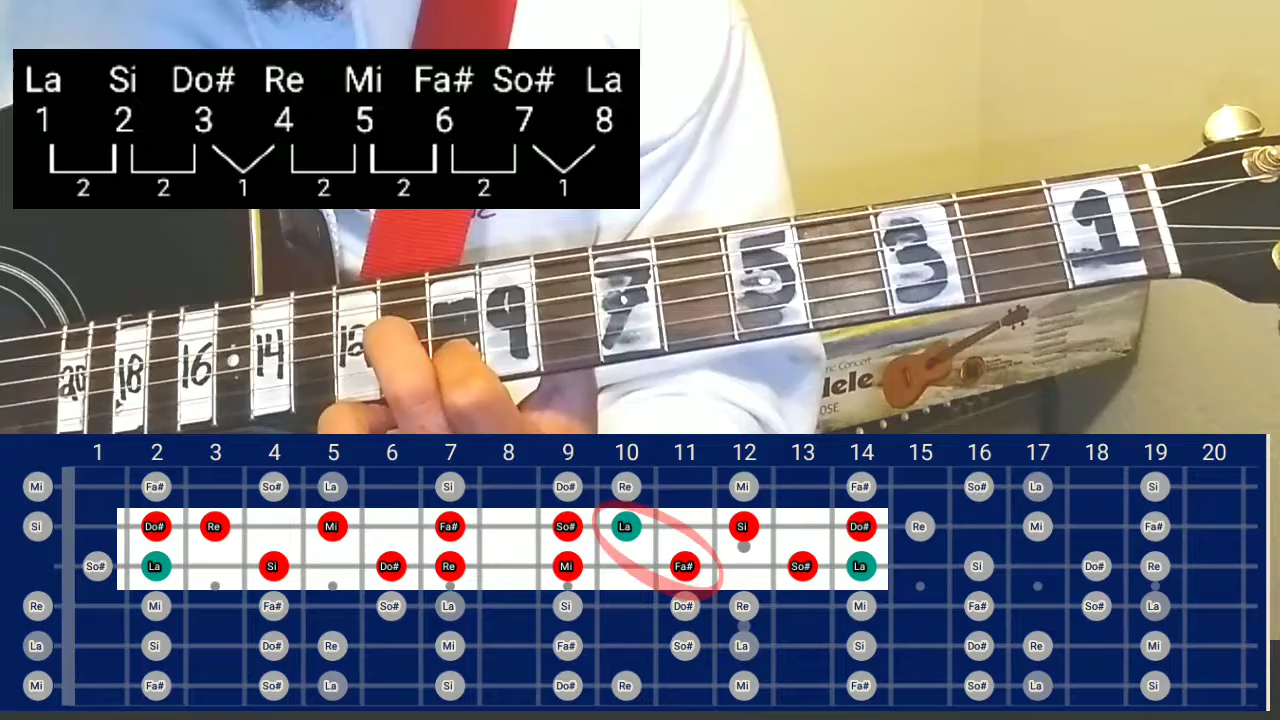 La Si Do# Re Mi Fa# So# La
1 2 3 4 5 6 7 8
2 2 1 2 2 2 1
20 18 16 14 12 9 7 5 3 1
ric Concert
lele
OSE
1 2 3 4 5 6 7 8 9 10 11 12 13 14 15 16 17 18 19 20
Mi Fa# So# La Si Do# Re Mi Fa# So# La Si
Si Do# Re Mi Fa# So# La Si Do# Re Mi Fa#
So# La Si Do# Re Mi Fa# So# La Si Do# Re
Re Mi Fa# So# La Si Do# Re Mi Fa# So# La
La Si Do# Re Mi Fa# So# La Si Do# Re Mi
Mi Fa# So# La Si Do# Re Mi Fa# So# La Si